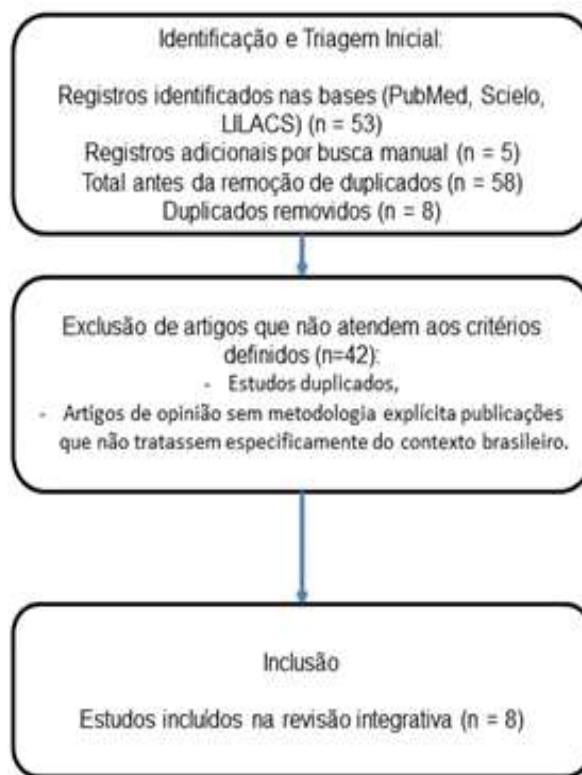 Identificação e Triagem Inicial:
Registros identificados nas bases (PubMed, Scielo,
LILACS) (n = 53)
Registros adicionais por busca manual (n = 5)
Total antes da remoção de duplicados (n = 58)
Duplicados removidos (n = 8)
Exclusão de artigos que não atendem aos critérios
definidos (n=42):
- Estudos duplicados,
- Artigos de opinião sem metodologia explícita publicações
que não tratassem especificamente do contexto brasileiro.
Inclusão
Estudos incluídos na revisão integrativa (n = 8)